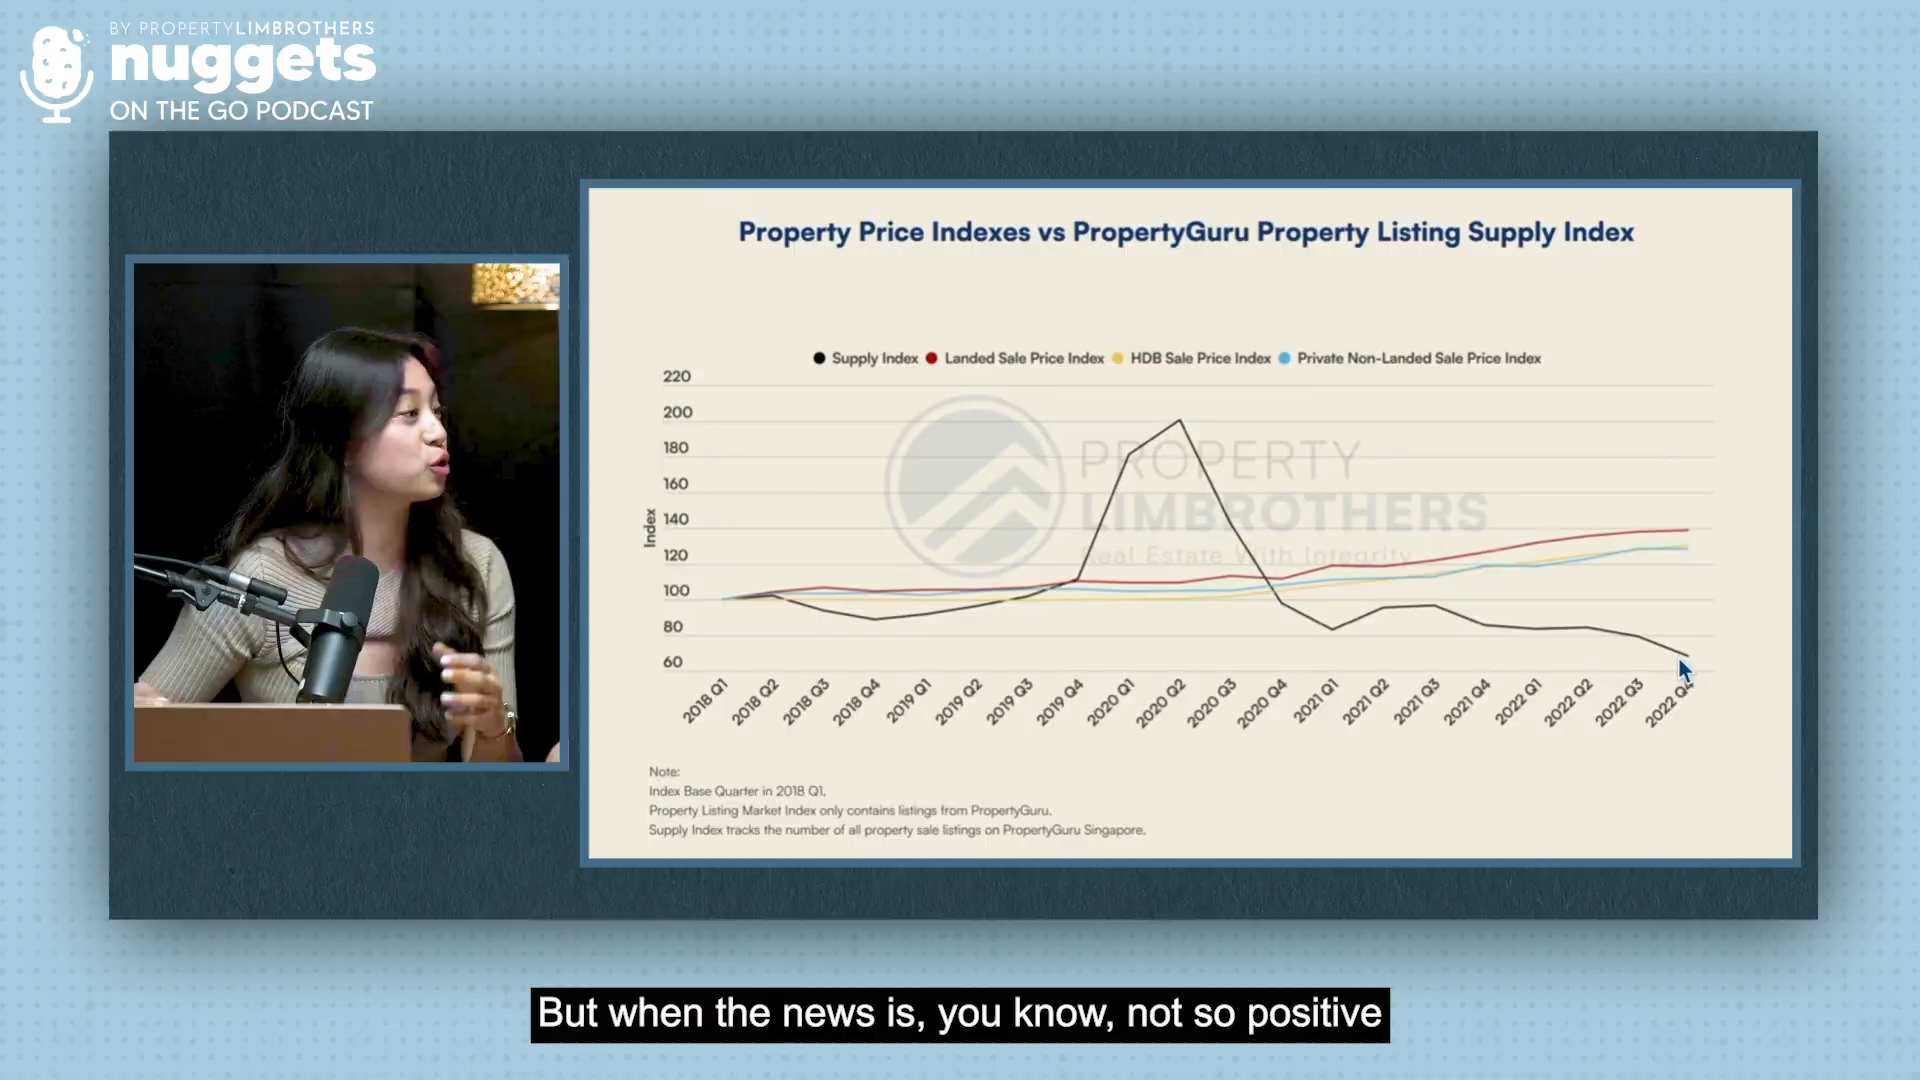 BY PROPERTYLIMBROTHERS
nuggets
ON THE GO PODCAST
Property Price Indexes vs PropertyGuru Property Listing Supply Index
Supply Index Landed Sale Price Index HDB Sale Price Index Private Non-Landed Sale Price Index
220
200
180
160
140
120
100
80
60
Index
PROPERTY
LIMBROTHERS
Real Estate With Integrity
2018 Q1 2018 Q2 2018 Q3 2018 Q4 2019 Q1 2019 Q2 2019 Q3 2019 Q4 2020 Q1 2020 Q2 2020 Q3 2020 Q4 2021 Q1 2021 Q2 2021 Q3 2021 Q4 2022 Q1 2022 Q2 2022 Q3 2022 Q4
Note:
Index Base Quarter in 2018 Q1.
Property Listing Market Index only contains listings from PropertyGuru.
Supply Index tracks the number of all property sale listings on PropertyGuru Singapore.
But when the news is, you know, not so positive